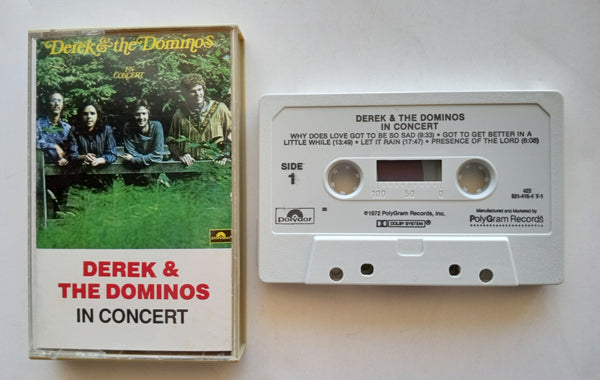 Derek & the Dominos
IN
CONCERT
DEREK &
THE DOMINOS
IN CONCERT
DEREK & THE DOMINOS
IN CONCERT
WHY DOES LOVE GOT TO BE SO SAD (9:33) • GOT TO GET BETTER IN A
LITTLE WHILE (13:49) • LET IT RAIN (17:47) • PRESENCE OF THE LORD (6:08)
SIDE
1
100 50 0
polydor
℗1972 PolyGram Records, Inc.
DOLBY SYSTEM®
Manufactured and Marketed by
PolyGram Records